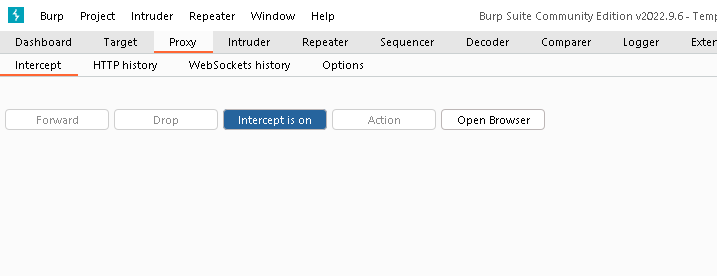 Burp Project Intruder Repeater Window Help Burp Suite Community Edition v2022.9.6 - Temp
Dashboard Target Proxy Intruder Repeater Sequencer Decoder Comparer Logger Exten
Intercept HTTP history WebSockets history Options
Forward Drop Intercept is on Action Open Browser